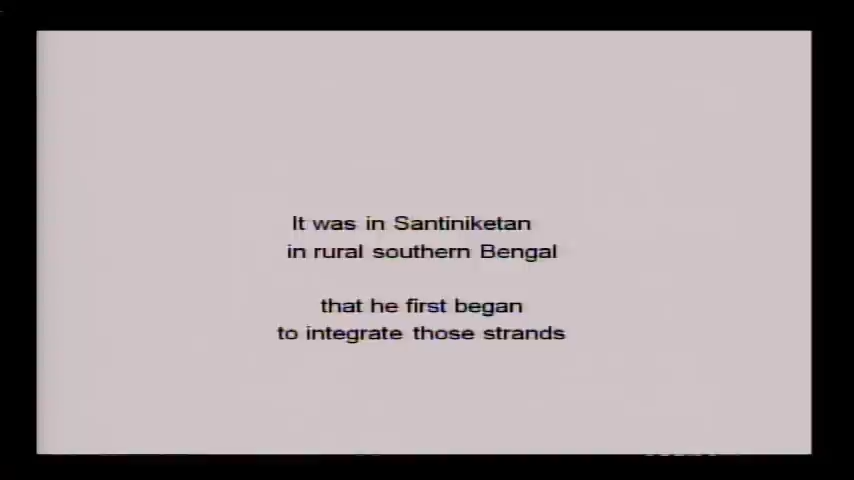 It was in Santiniketan
in rural southern Bengal
that he first began
to integrate those strands